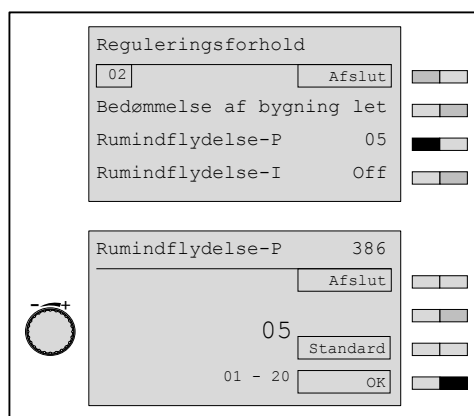 Reguleringsforhold
02 Afslut
Bedømmelse af bygning let
Rumindflydelse-P 05
Rumindflydelse-I Off
Rumindflydelse-P 386
Afslut
- +
05
Standard
01 - 20 OK